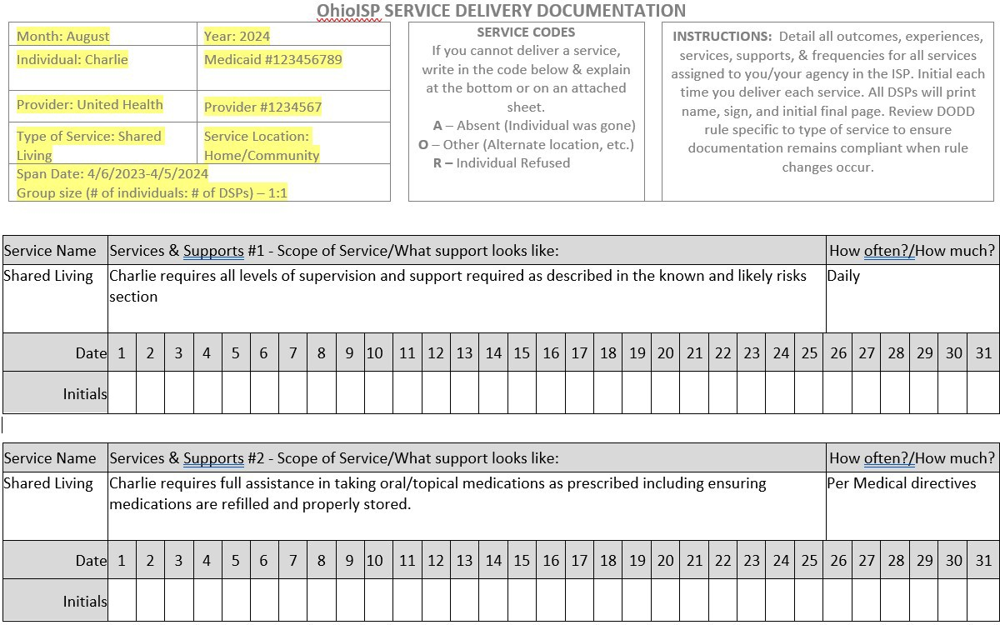 OhioISP SERVICE DELIVERY DOCUMENTATION
Month: August
Year: 2024
Individual: Charlie
Medicaid #123456789
Provider: United Health
Provider #1234567
Type of Service: Shared
Living
Service Location:
Home/Community
Span Date: 4/6/2023-4/5/2024
Group size (# of individuals: # of DSPs) – 1:1
SERVICE CODES
If you cannot deliver a service,
write in the code below & explain
at the bottom or on an attached
sheet.
A – Absent (Individual was gone)
O – Other (Alternate location, etc.)
R – Individual Refused
INSTRUCTIONS: Detail all outcomes, experiences,
services, supports, & frequencies for all services
assigned to you/your agency in the ISP. Initial each
time you deliver each service. All DSPs will print
name, sign, and initial final page. Review DODD
rule specific to type of service to ensure
documentation remains compliant when rule
changes occur.
Service Name Services & Supports #1 - Scope of Service/What support looks like: How often?/How much?
Shared Living
Charlie requires all levels of supervision and support required as described in the known and likely risks
section
Daily
Date 1 2 3 4 5 6 7 8 9 10 11 12 13 14 15 16 17 18 19 20 21 22 23 24 25 26 27 28 29 30 31
Initials
Service Name Services & Supports #2 - Scope of Service/What support looks like: How often?/How much?
Shared Living
Charlie requires full assistance in taking oral/topical medications as prescribed including ensuring
medications are refilled and properly stored.
Per Medical directives
Date 1 2 3 4 5 6 7 8 9 10 11 12 13 14 15 16 17 18 19 20 21 22 23 24 25 26 27 28 29 30 31
Initials